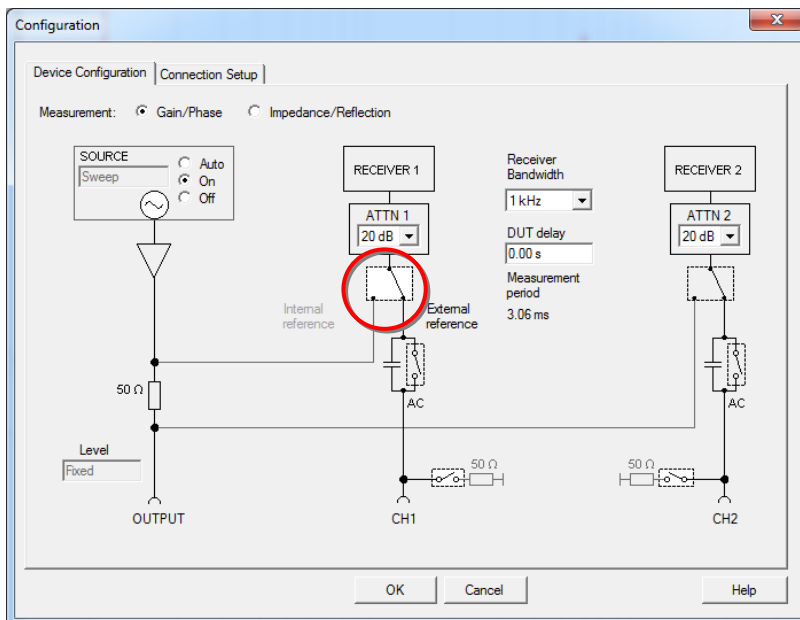 Configuration
Device Configuration
Connection Setup
Measurement:
Gain/Phase
Impedance/Reflection
SOURCE
Sweep
Auto
On
Off
RECEIVER 1
ATTN 1
20 dB
Receiver
Bandwidth
1 kHz
DUT delay
0.00 s
Measurement
period
3.06 ms
RECEIVER 2
ATTN 2
20 dB
Internal
reference
External
reference
50 Ω
AC
AC
Level
Fixed
50 Ω
50 Ω
OUTPUT
CH1
CH2
OK
Cancel
Help